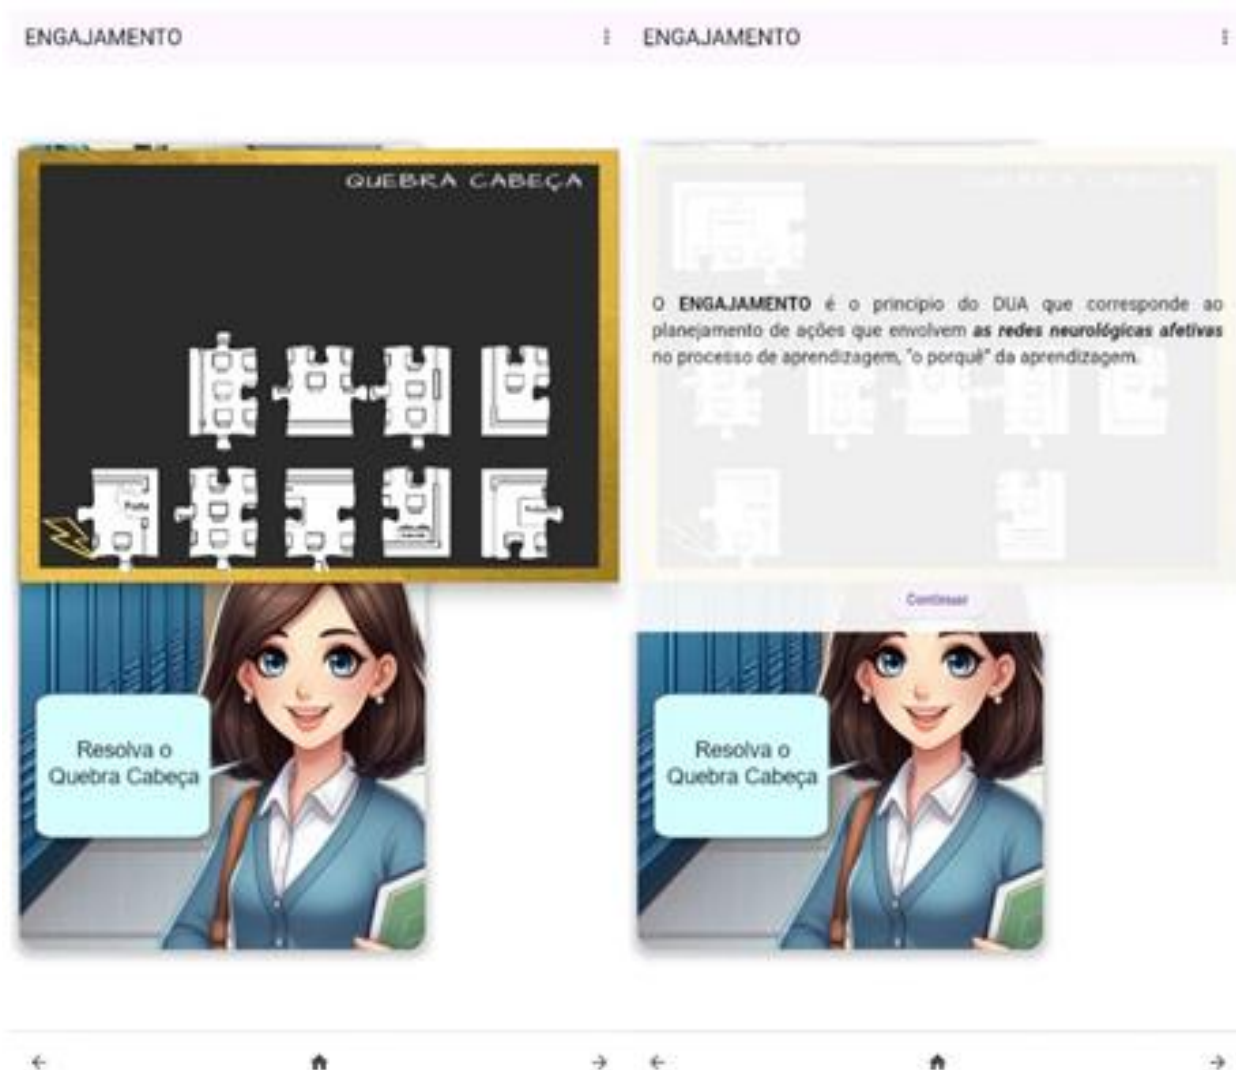 ENGAJAMENTO
QUEBRA CABEÇA
Porta
Resolva o
Quebra Cabeça
ENGAJAMENTO
O ENGAJAMENTO é o princípio do DUA que corresponde ao
planejamento de ações que envolvem as redes neurológicas afetivas
no processo de aprendizagem, "o porquê" da aprendizagem.
Continuar
Resolva o
Quebra Cabeça